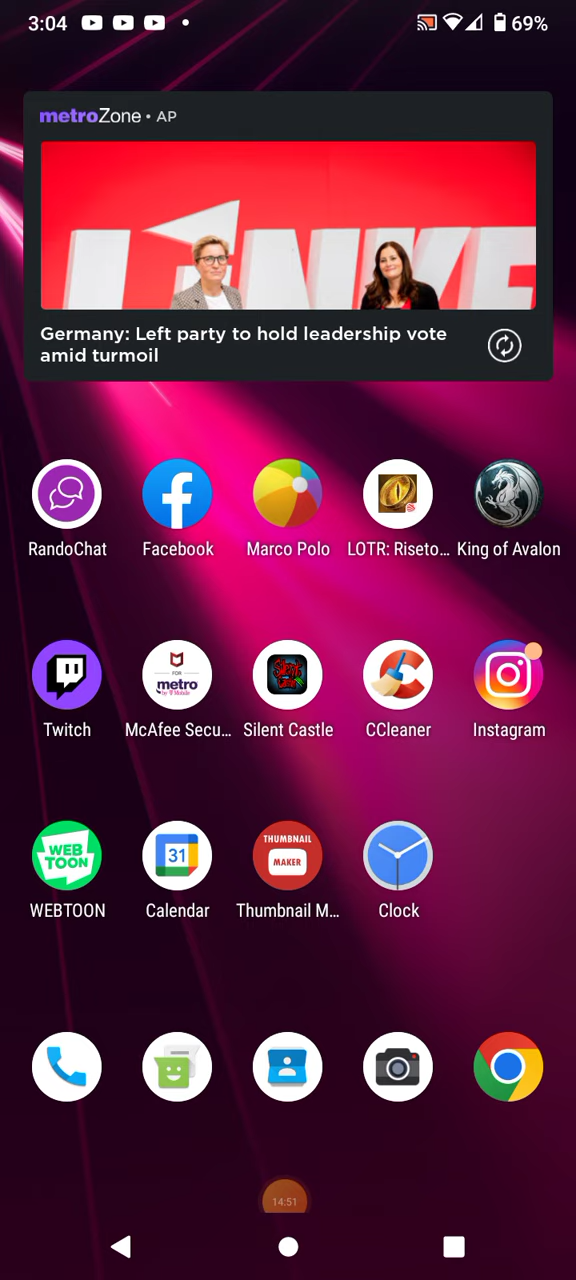 3:04
69%
metroZone • AP
LINKE
Germany: Left party to hold leadership vote
amid turmoil
RandoChat
Facebook
Marco Polo
LOTR: Riseto...
King of Avalon
Twitch
McAfee Secu...
FOR
metro
by T Mobile
Silent Castle
CCleaner
Instagram
WEB
TOON
WEBTOON
31
Calendar
THUMBNAIL
MAKER
Thumbnail M...
Clock
14:51